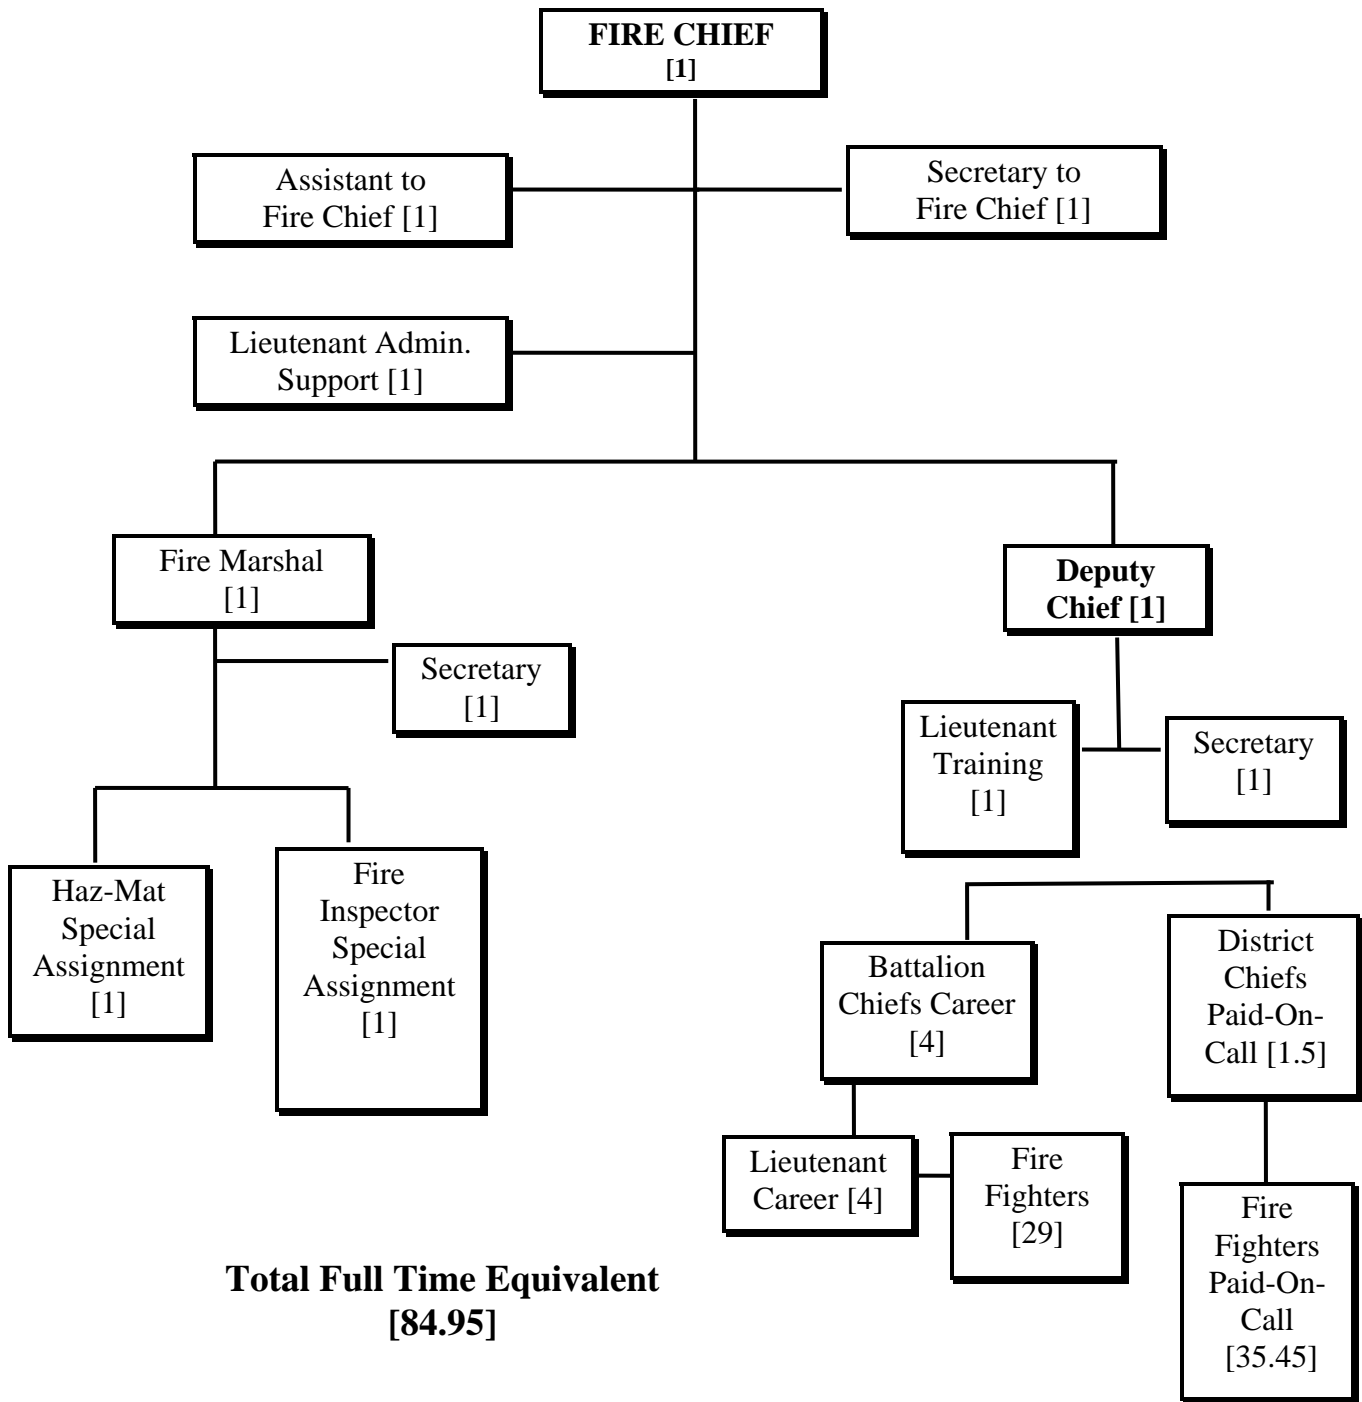 FIRE CHIEF
[1]
Assistant to
Fire Chief [1]
Secretary to
Fire Chief [1]
Lieutenant Admin.
Support [1]
Fire Marshal
[1]
Deputy
Chief [1]
Secretary
[1]
Lieutenant
Training
[1]
Secretary
[1]
Haz-Mat
Special
Assignment
[1]
Fire
Inspector
Special
Assignment
[1]
Battalion
Chiefs Career
[4]
District
Chiefs
Paid-On-
Call [1.5]
Lieutenant
Career [4]
Fire
Fighters
[29]
Fire
Fighters
Paid-On-
Call
[35.45]
Total Full Time Equivalent
[84.95]